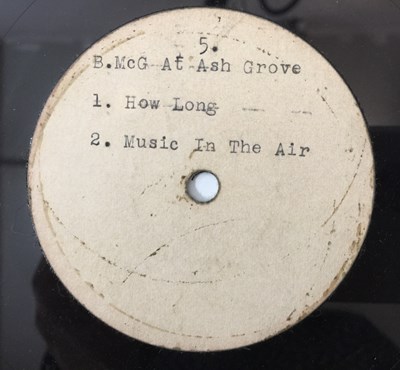 5.
B.McG At Ash Grove
1. How Long
2. Music In The Air